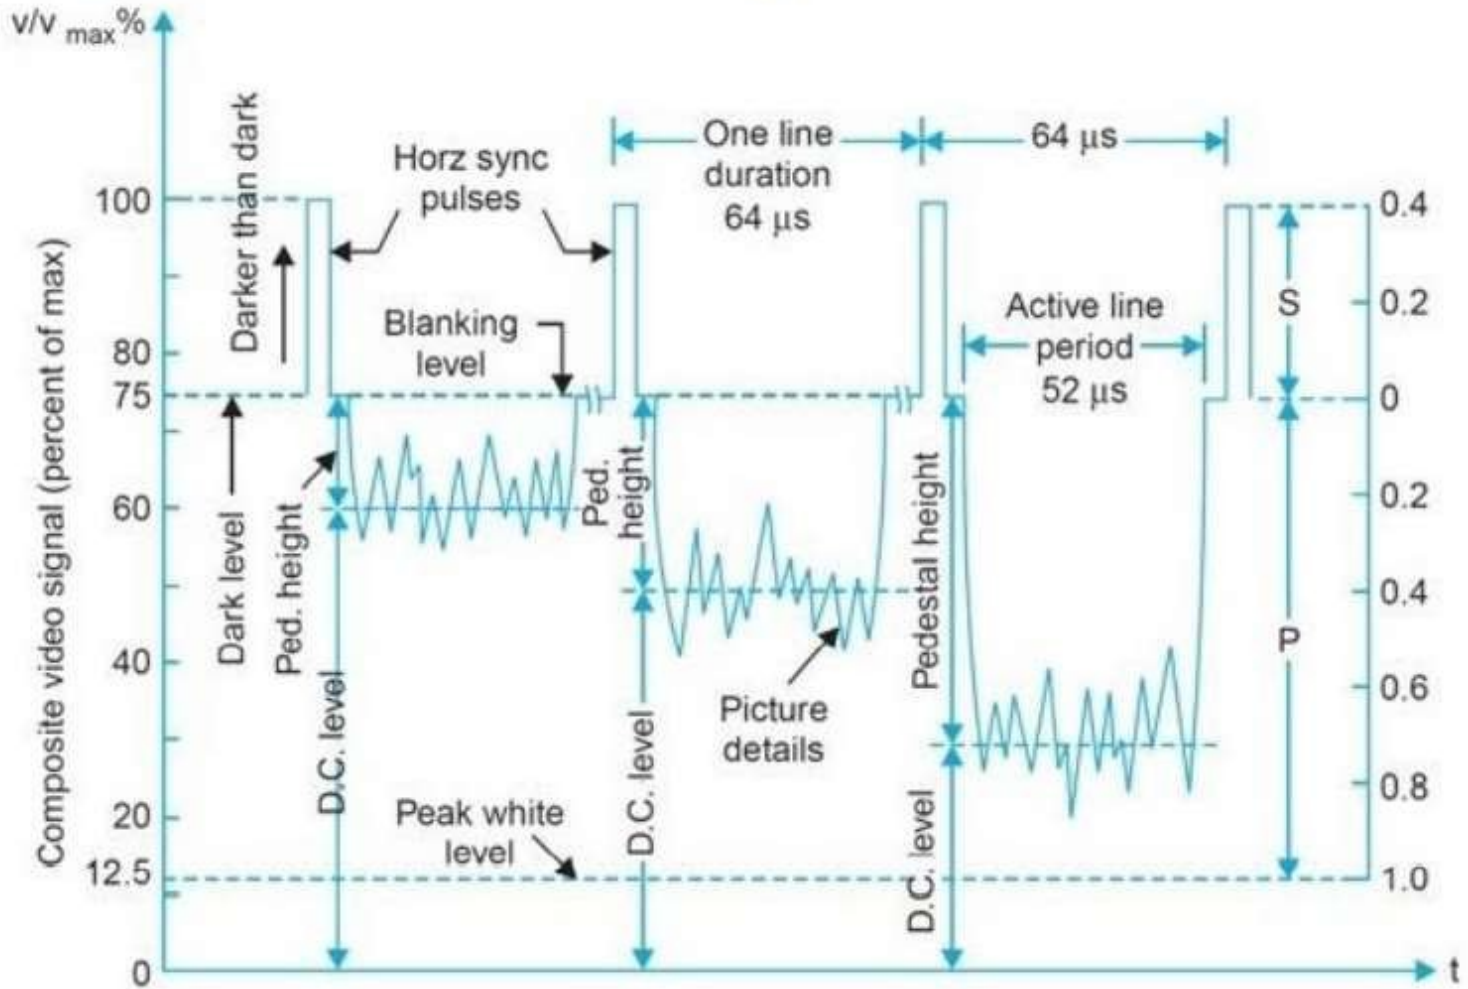 v/v max %
One line
duration
64 µs
64 µs
Horz sync
pulses
Darker than dark
100
80
75
60
40
20
12.5
0
Composite video signal (percent of max)
Blanking
level
Active line
period
52 µs
Dark level
Ped. height
D.C. level
Ped.
height
D.C. level
Pedestal height
D.C. level
Picture
details
Peak white
level
S
P
0.4
0.2
0
0.2
0.4
0.6
0.8
1.0
t